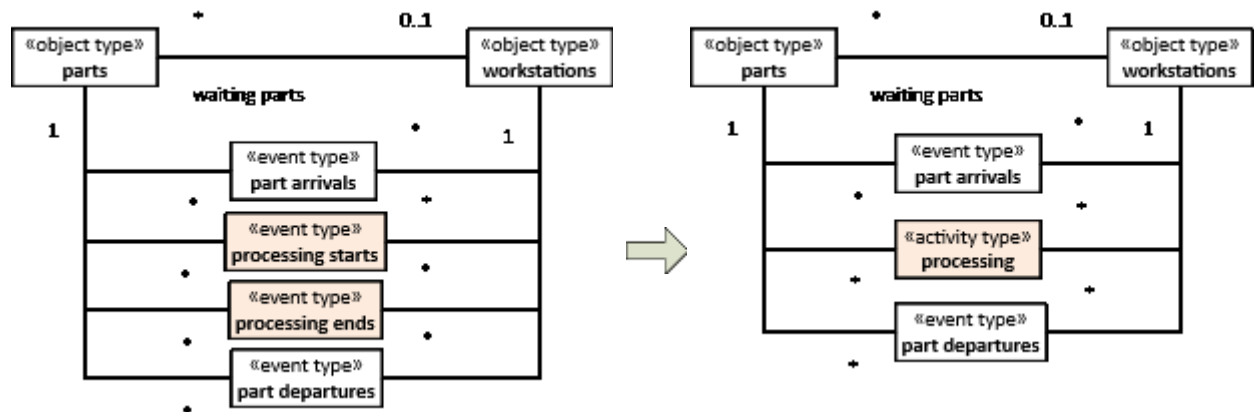 * 0..1
«object type»
parts
«object type»
workstations
waiting parts
1 * 1
«event type»
part arrivals
* *
«event type»
processing starts
* *
«event type»
processing ends
* *
«event type»
part departures
*
* 0..1
«object type»
parts
«object type»
workstations
waiting parts
1 * 1
«event type»
part arrivals
* *
«activity type»
processing
* *
«event type»
part departures
*